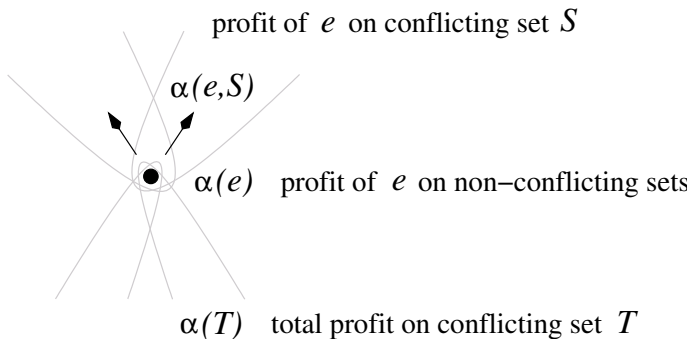 profit of e on conflicting set S
α(e,S)
α(e) profit of e on non−conflicting sets
α(T) total profit on conflicting set T